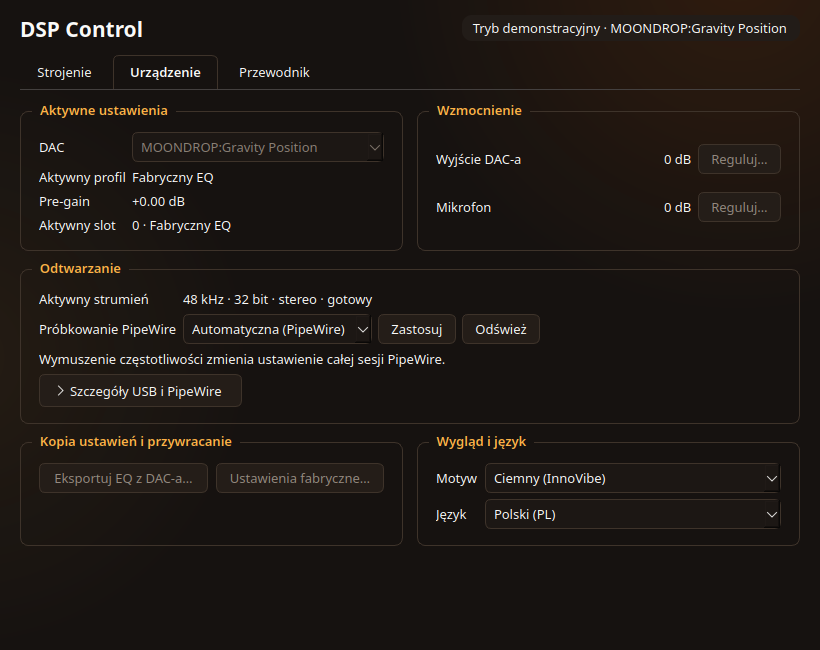 DSP Control
Tryb demonstracyjny · MOONDROP:Gravity Position
Strojenie
Urządzenie
Przewodnik
Aktywne ustawienia
DAC
MOONDROP:Gravity Position
Aktywny profil
Fabryczny EQ
Pre-gain
+0.00 dB
Aktywny slot
0 · Fabryczny EQ
Wzmocnienie
Wyjście DAC-a
0 dB
Reguluj...
Mikrofon
0 dB
Reguluj...
Odtwarzanie
Aktywny strumień
48 kHz · 32 bit · stereo · gotowy
Próbkowanie PipeWire
Automatyczna (PipeWire)
Zastosuj
Odśwież
Wymuszenie częstotliwości zmienia ustawienie całej sesji PipeWire.
Szczegóły USB i PipeWire
Kopia ustawień i przywracanie
Eksportuj EQ z DAC-a...
Ustawienia fabryczne...
Wygląd i język
Motyw
Ciemny (InnoVibe)
Język
Polski (PL)